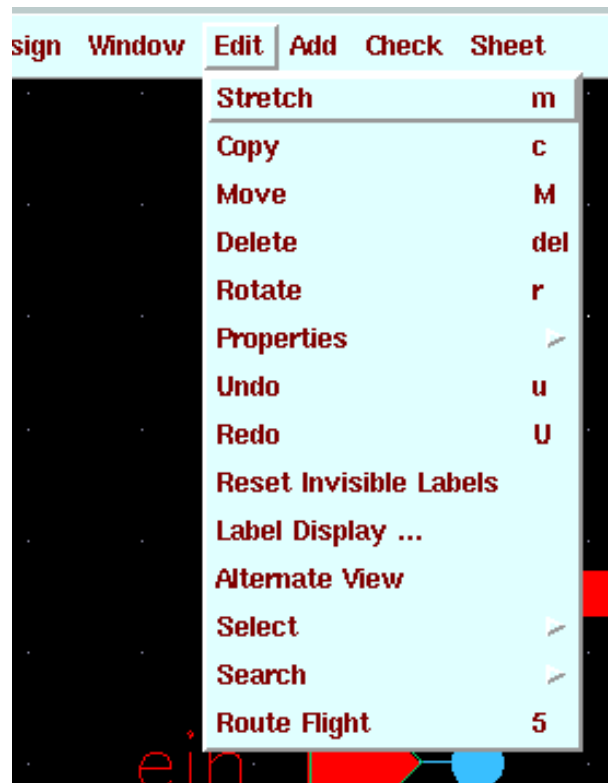 sign Window Edit Add Check Sheet
Stretch m
Copy c
Move M
Delete del
Rotate r
Properties
Undo u
Redo U
Reset Invisible Labels
Label Display ...
Alternate View
Select
Search
Route Flight 5
ein